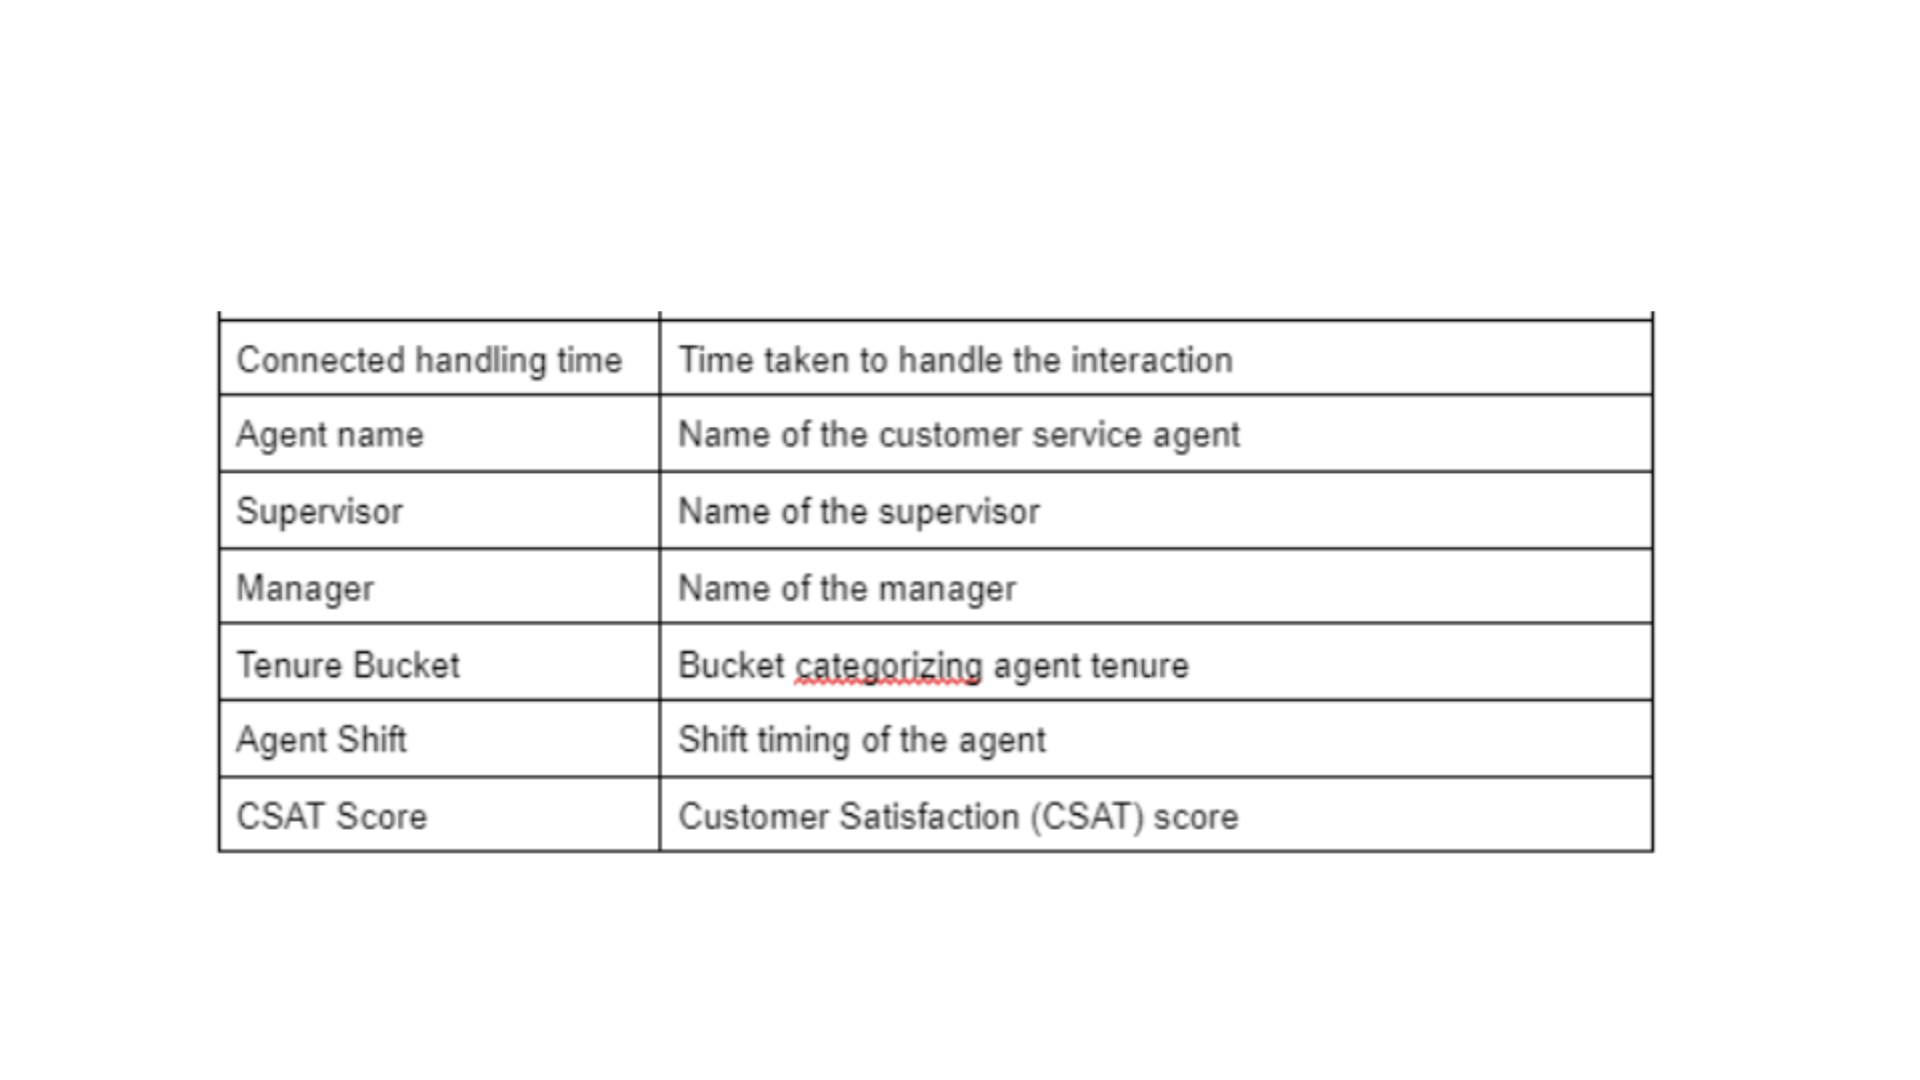 Connected handling time Time taken to handle the interaction
Agent name Name of the customer service agent
Supervisor Name of the supervisor
Manager Name of the manager
Tenure Bucket Bucket categorizing agent tenure
Agent Shift Shift timing of the agent
CSAT Score Customer Satisfaction (CSAT) score